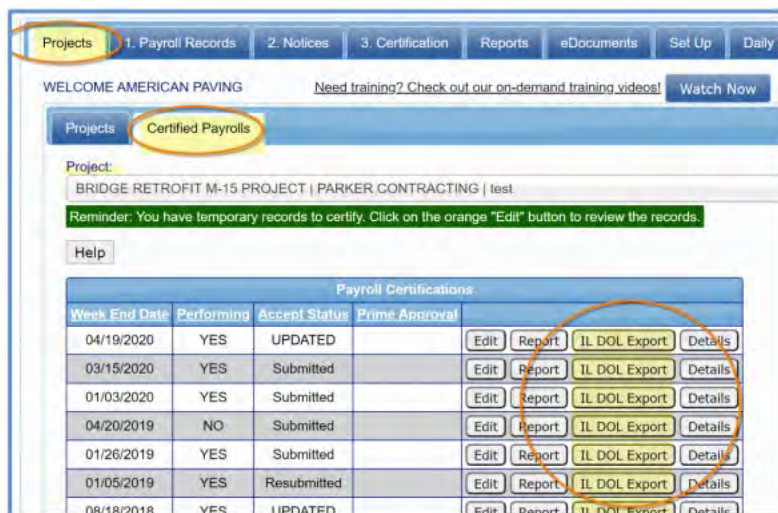 Projects 1. Payroll Records 2. Notices 3. Certification Reports eDocuments Set Up Daily
WELCOME AMERICAN PAVING Need training? Check out our on-demand training videos! Watch Now
Projects Certified Payrolls
Project:
BRIDGE RETROFIT M-15 PROJECT | PARKER CONTRACTING | test
Reminder: You have temporary records to certify. Click on the orange "Edit" button to review the records.
Help
Payroll Certifications
Week End Date Performing Accept Status Prime Approval
04/19/2020 YES UPDATED Edit Report IL DOL Export Details
03/15/2020 YES Submitted Edit Report IL DOL Export Details
01/03/2020 YES Submitted Edit Report IL DOL Export Details
04/20/2019 NO Submitted Edit Report IL DOL Export Details
01/26/2019 YES Submitted Edit Report IL DOL Export Details
01/05/2019 YES Resubmitted Edit Report IL DOL Export Details
08/18/2018 YES UPDATED Edit Report IL DOL Export Details